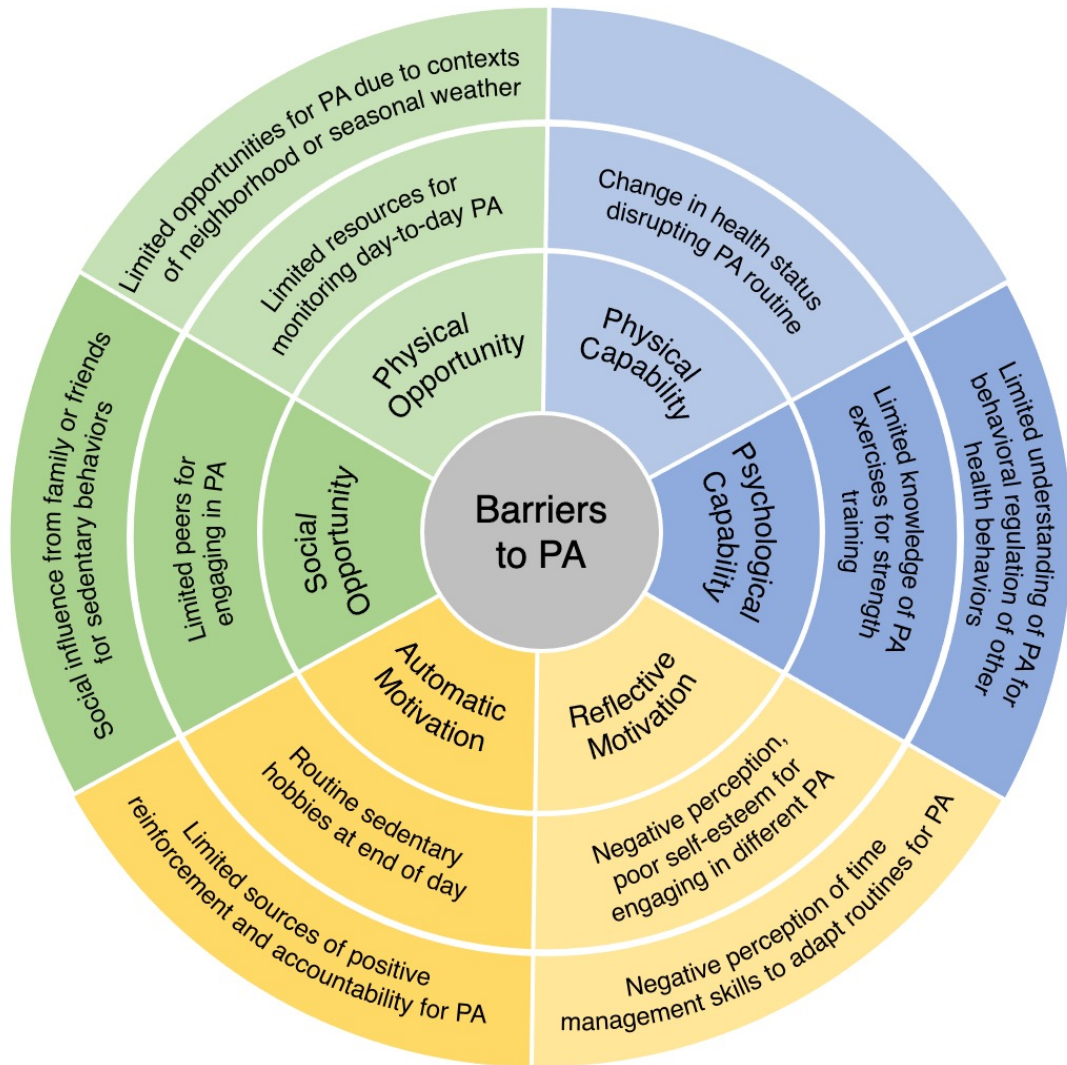 Barriers
to PA
Physical
Capability
Change in health status
disrupting PA routine
Psychological
Capability
Limited knowledge of PA
exercises for strength
training
Limited understanding of PA for
behavioral regulation of other
health behaviors
Reflective
Motivation
Negative perception,
poor self-esteem for
engaging in different PA
Negative perception of time
management skills to adapt routines for PA
Automatic
Motivation
Routine sedentary
hobbies at end of day
Limited sources of positive
reinforcement and accountability for PA
Social
Opportunity
Limited peers for
engaging in PA
Social influence from family or friends
for sedentary behaviors
Physical
Opportunity
Limited resources for
monitoring day-to-day PA
Limited opportunities for PA due to contexts
of neighborhood or seasonal weather